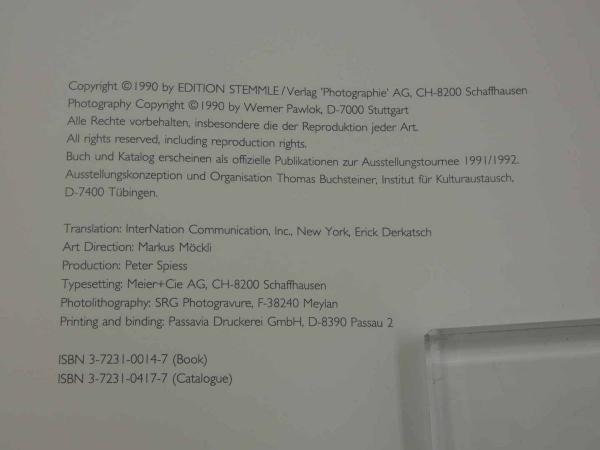 Copyright ©1990 by EDITION STEMMLE/Verlag 'Photographie' AG, CH-8200 Schaffhausen
Photography Copyright ©1990 by Werner Pawlok, D-7000 Stuttgart
Alle Rechte vorbehalten, insbesondere die der Reproduktion jeder Art.
All rights reserved, including reproduction rights.
Buch und Katalog erscheinen als offizielle Publikationen zur Ausstellungstournee 1991/1992.
Ausstellungskonzeption und Organisation Thomas Buchsteiner, Institut für Kulturaustausch,
D-7400 Tübingen.
Translation: InterNation Communication, Inc., New York, Erick Derkatsch
Art Direction: Markus Möckli
Production: Peter Spiess
Typesetting: Meier+Cie AG, CH-8200 Schaffhausen
Photolithography: SRG Photogravure, F-38240 Meylan
Printing and binding: Passavia Druckerei GmbH, D-8390 Passau 2
ISBN 3-7231-0014-7 (Book)
ISBN 3-7231-0417-7 (Catalogue)